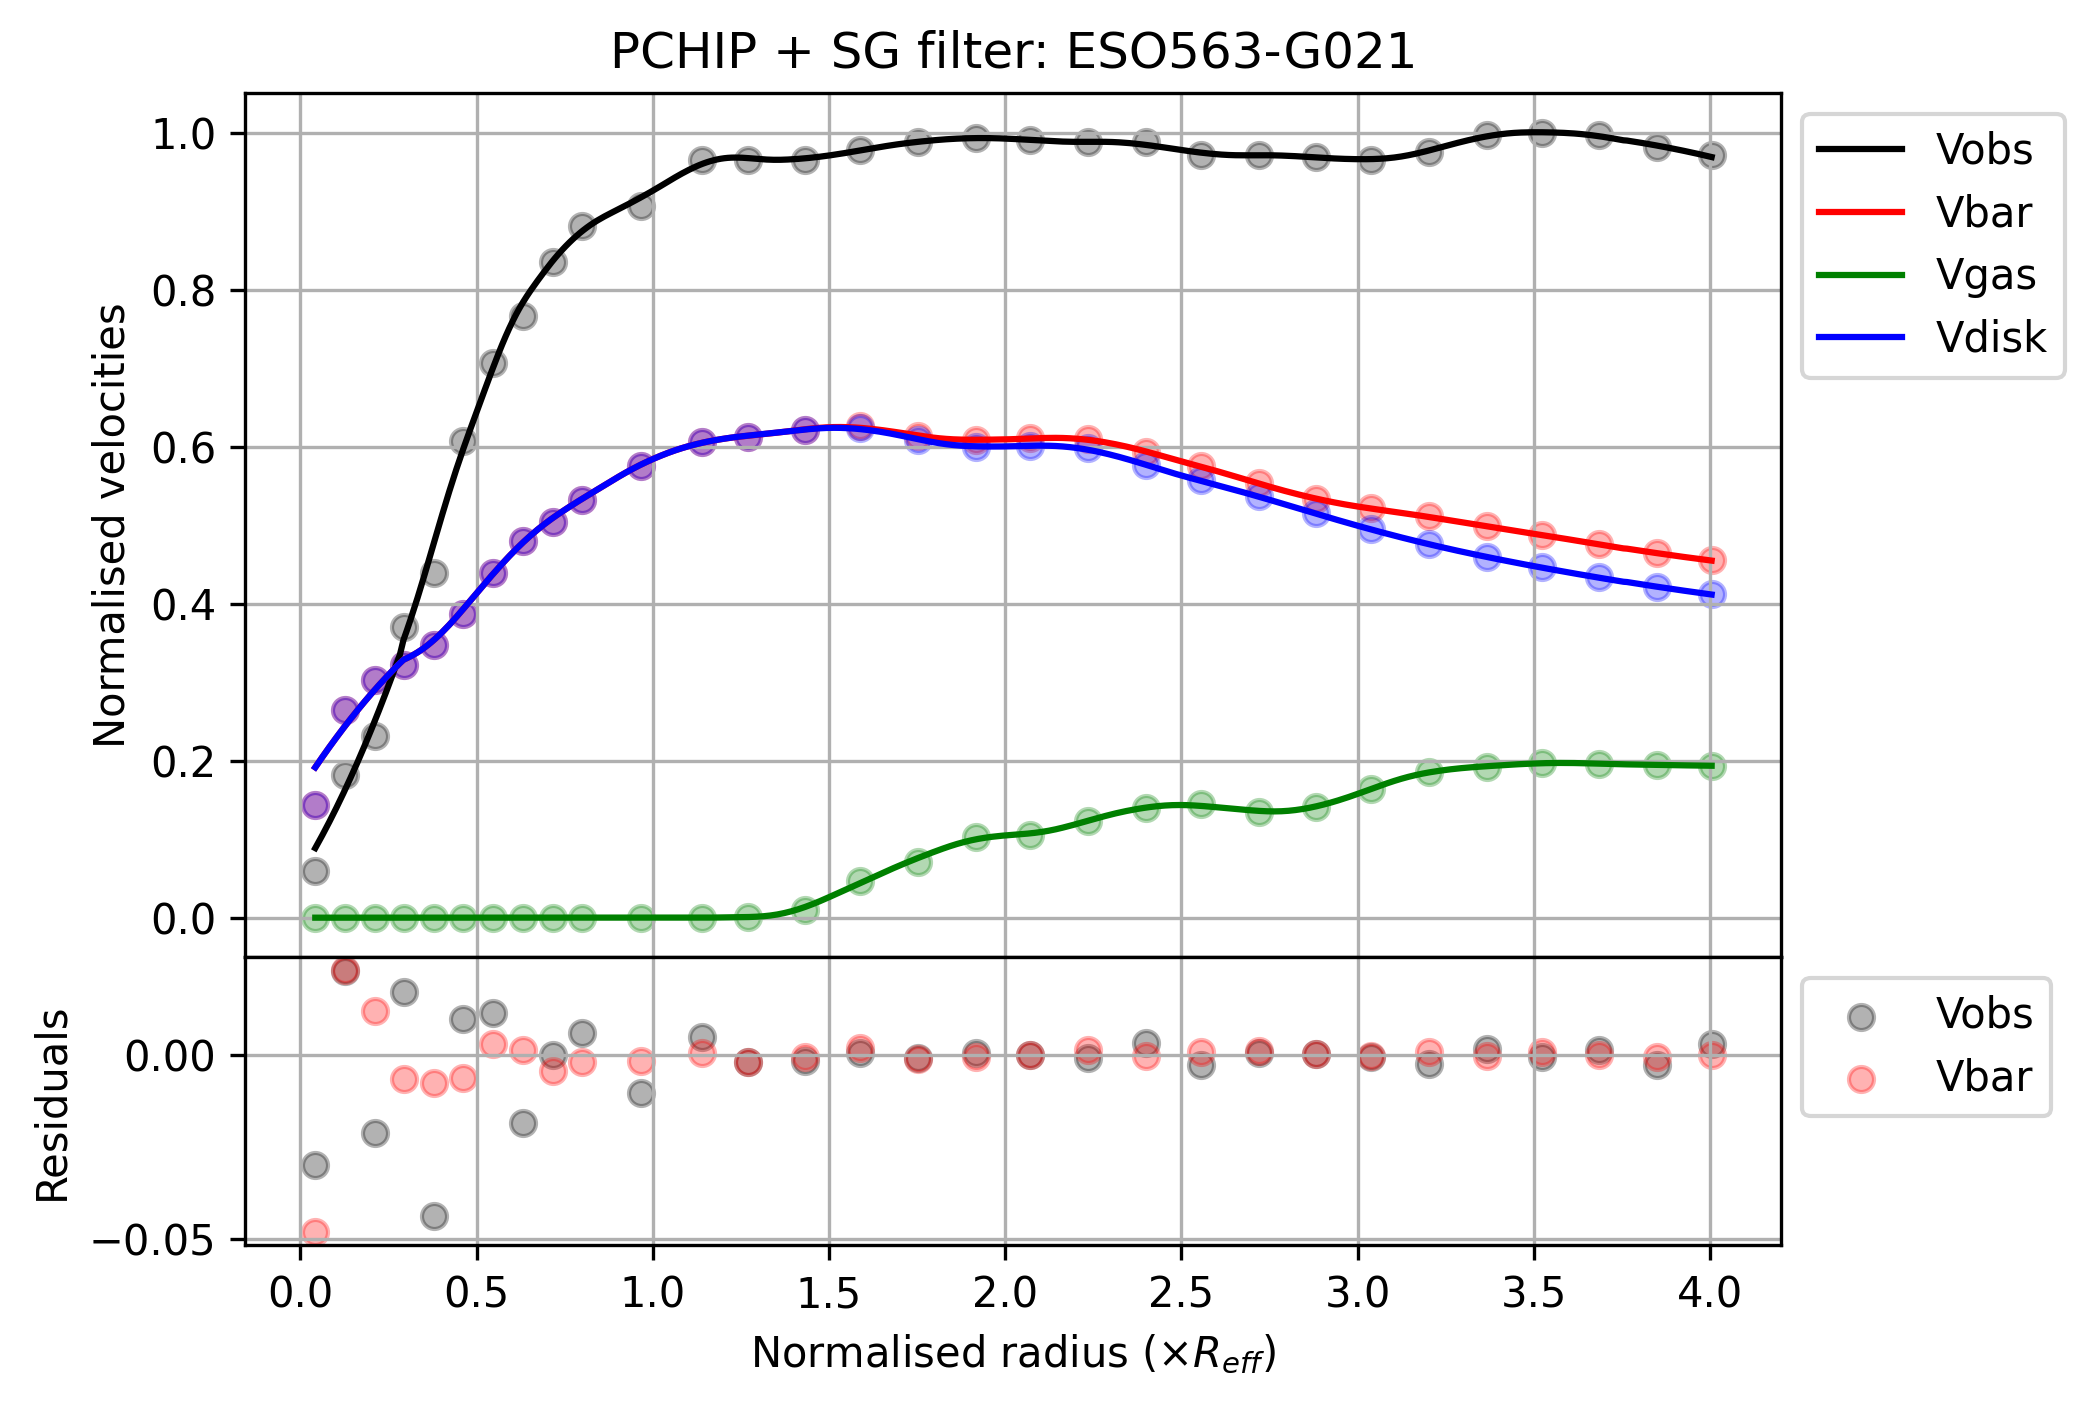 PCHIP + SG filter: ESO563-G021
1.0
0.8
0.6
0.4
0.2
0.0
Normalised velocities
Vobs
Vbar
Vgas
Vdisk
0.00
−0.05
Residuals
Vobs
Vbar
0.0 0.5 1.0 1.5 2.0 2.5 3.0 3.5 4.0
Normalised radius (×R_eff)